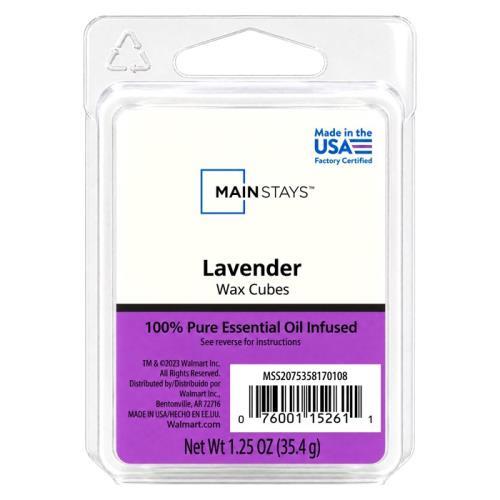 Made in the
USA
Factory Certified
MAINSTAYS™
Lavender
Wax Cubes
100% Pure Essential Oil Infused
See reverse for instructions
TM & ©2023 Walmart Inc.
All Rights Reserved.
Distributed by/Distribuido por
Walmart Inc.,
Bentonville, AR 72716
MADE IN USA/HECHO EN EE.UU.
Walmart.com
MSS2075358170108
0 76001 15261 1
Net Wt 1.25 OZ (35.4 g)